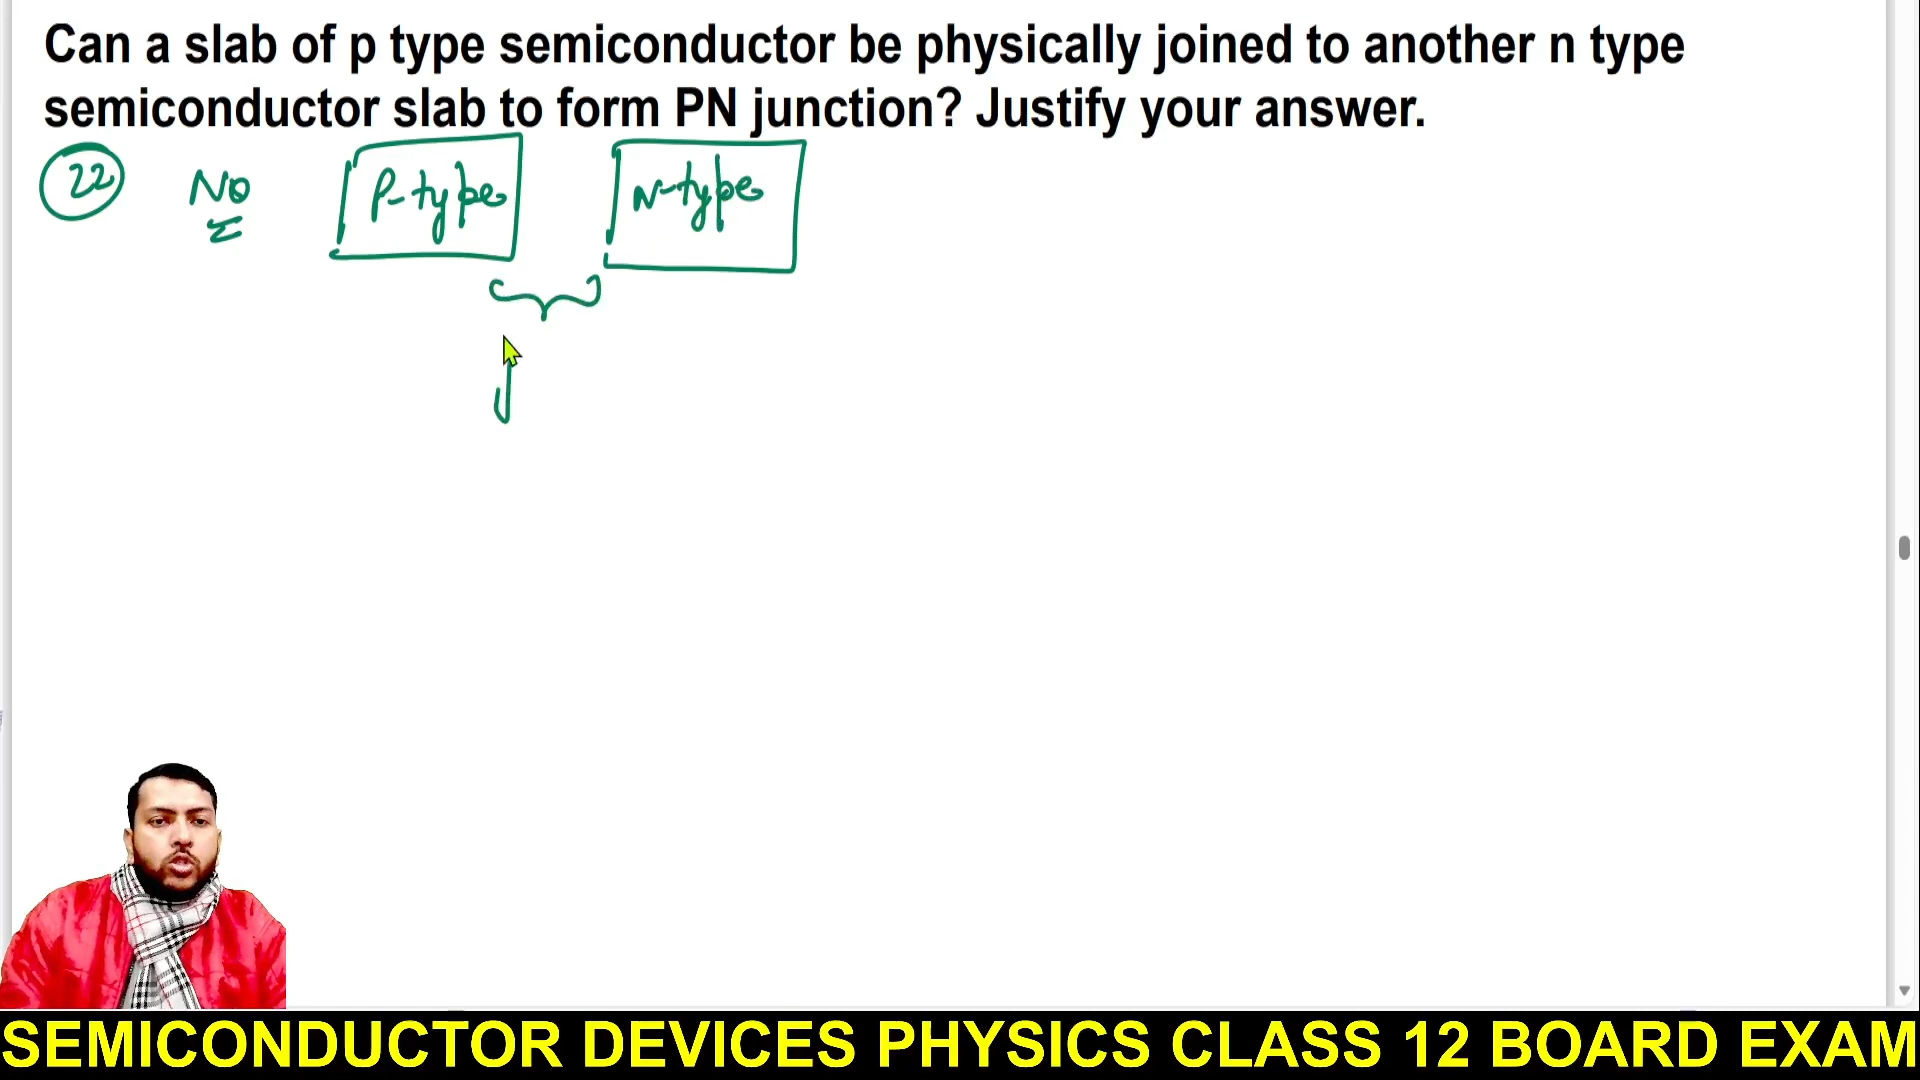 Can a slab of p type semiconductor be physically joined to another n type
semiconductor slab to form PN junction? Justify your answer.
22 No P-type N-type
SEMICONDUCTOR DEVICES PHYSICS CLASS 12 BOARD EXAM